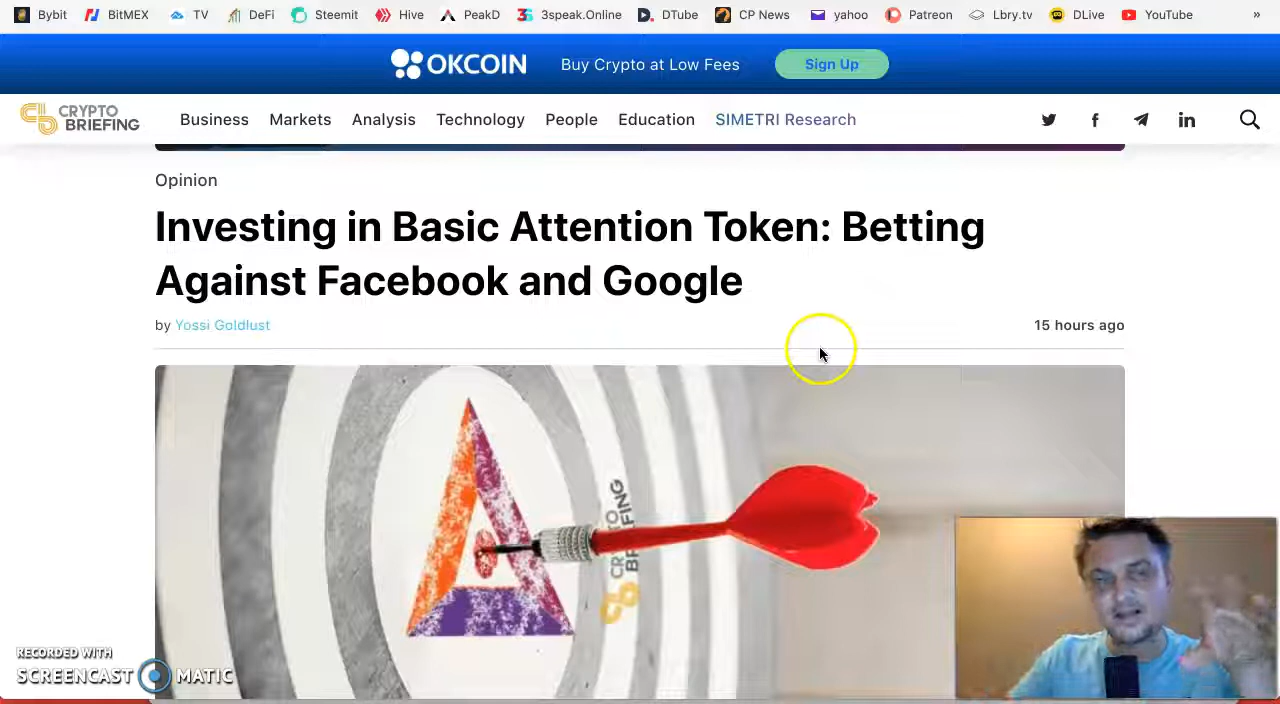 Bybit BitMEX TV DeFi Steemit Hive PeakD 3speak.Online DTube CP News yahoo Patreon Lbry.tv DLive YouTube »
OKCOIN Buy Crypto at Low Fees Sign Up
CRYPTO
BRIEFING
Business Markets Analysis Technology People Education SIMETRI Research
Opinion
Investing in Basic Attention Token: Betting
Against Facebook and Google
by Yossi Goldlust
15 hours ago
CRYPTO
BRIEFING
RECORDED WITH
SCREENCAST MATIC